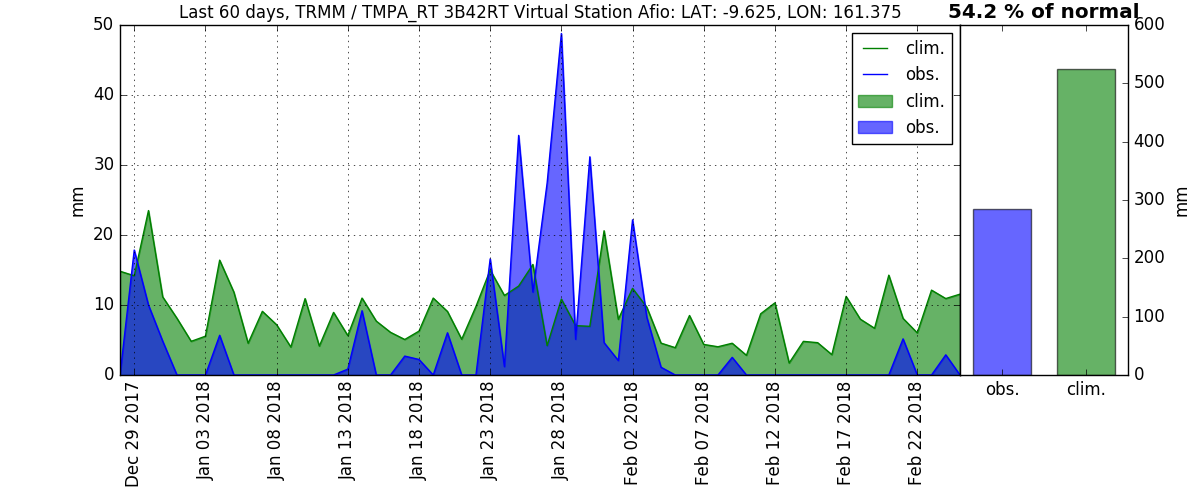 Last 60 days, TRMM / TMPA_RT 3B42RT Virtual Station Afio: LAT: -9.625, LON: 161.375
54.2 % of normal
50
40
30
20
10
0
mm
clim.
obs.
clim.
obs.
600
500
400
300
200
100
0
mm
obs.
clim.
Dec 29 2017
Jan 03 2018
Jan 08 2018
Jan 13 2018
Jan 18 2018
Jan 23 2018
Jan 28 2018
Feb 02 2018
Feb 07 2018
Feb 12 2018
Feb 17 2018
Feb 22 2018